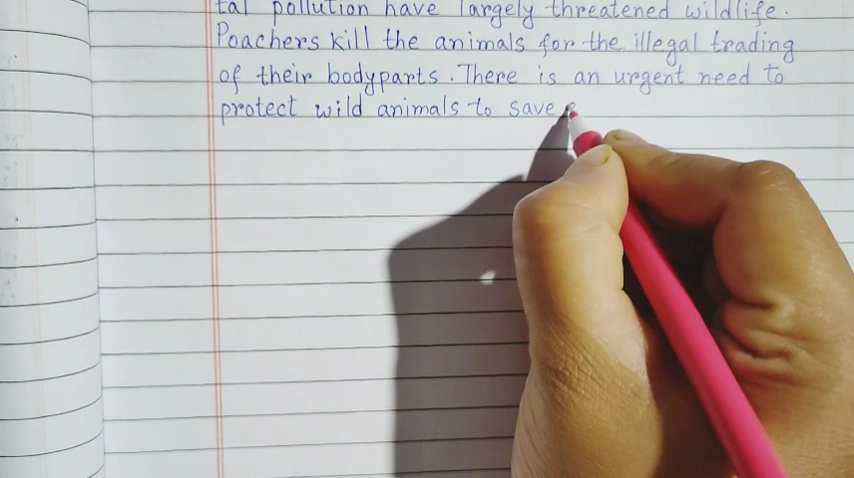 tal pollution have largely threatened wildlife.
Poachers kill the animals for the illegal trading
of their bodyparts. There is an urgent need to
protect wild animals to save